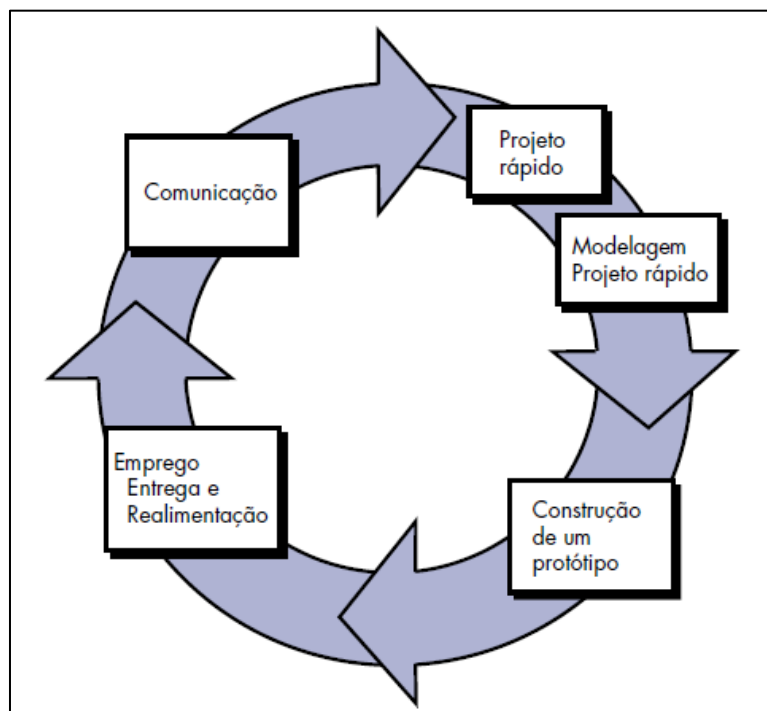 Comunicação
Projeto
rápido
Modelagem
Projeto rápido
Construção
de um
protótipo
Emprego
Entrega e
Realimentação